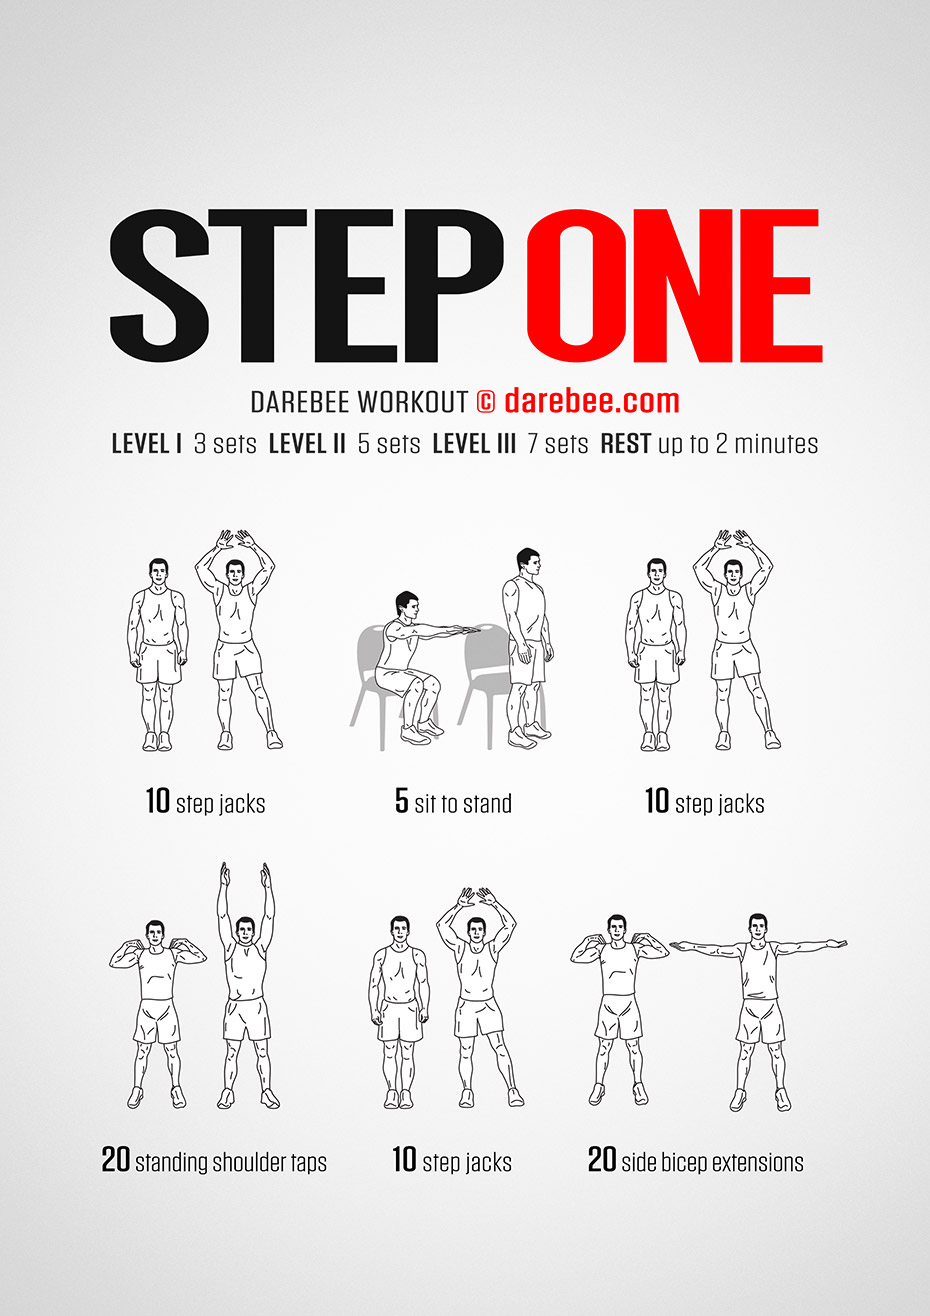 STEP ONE
DAREBEE WORKOUT © darebee.com
LEVEL I 3 sets LEVEL II 5 sets LEVEL III 7 sets REST up to 2 minutes
10 step jacks
5 sit to stand
10 step jacks
20 standing shoulder taps
10 step jacks
20 side bicep extensions